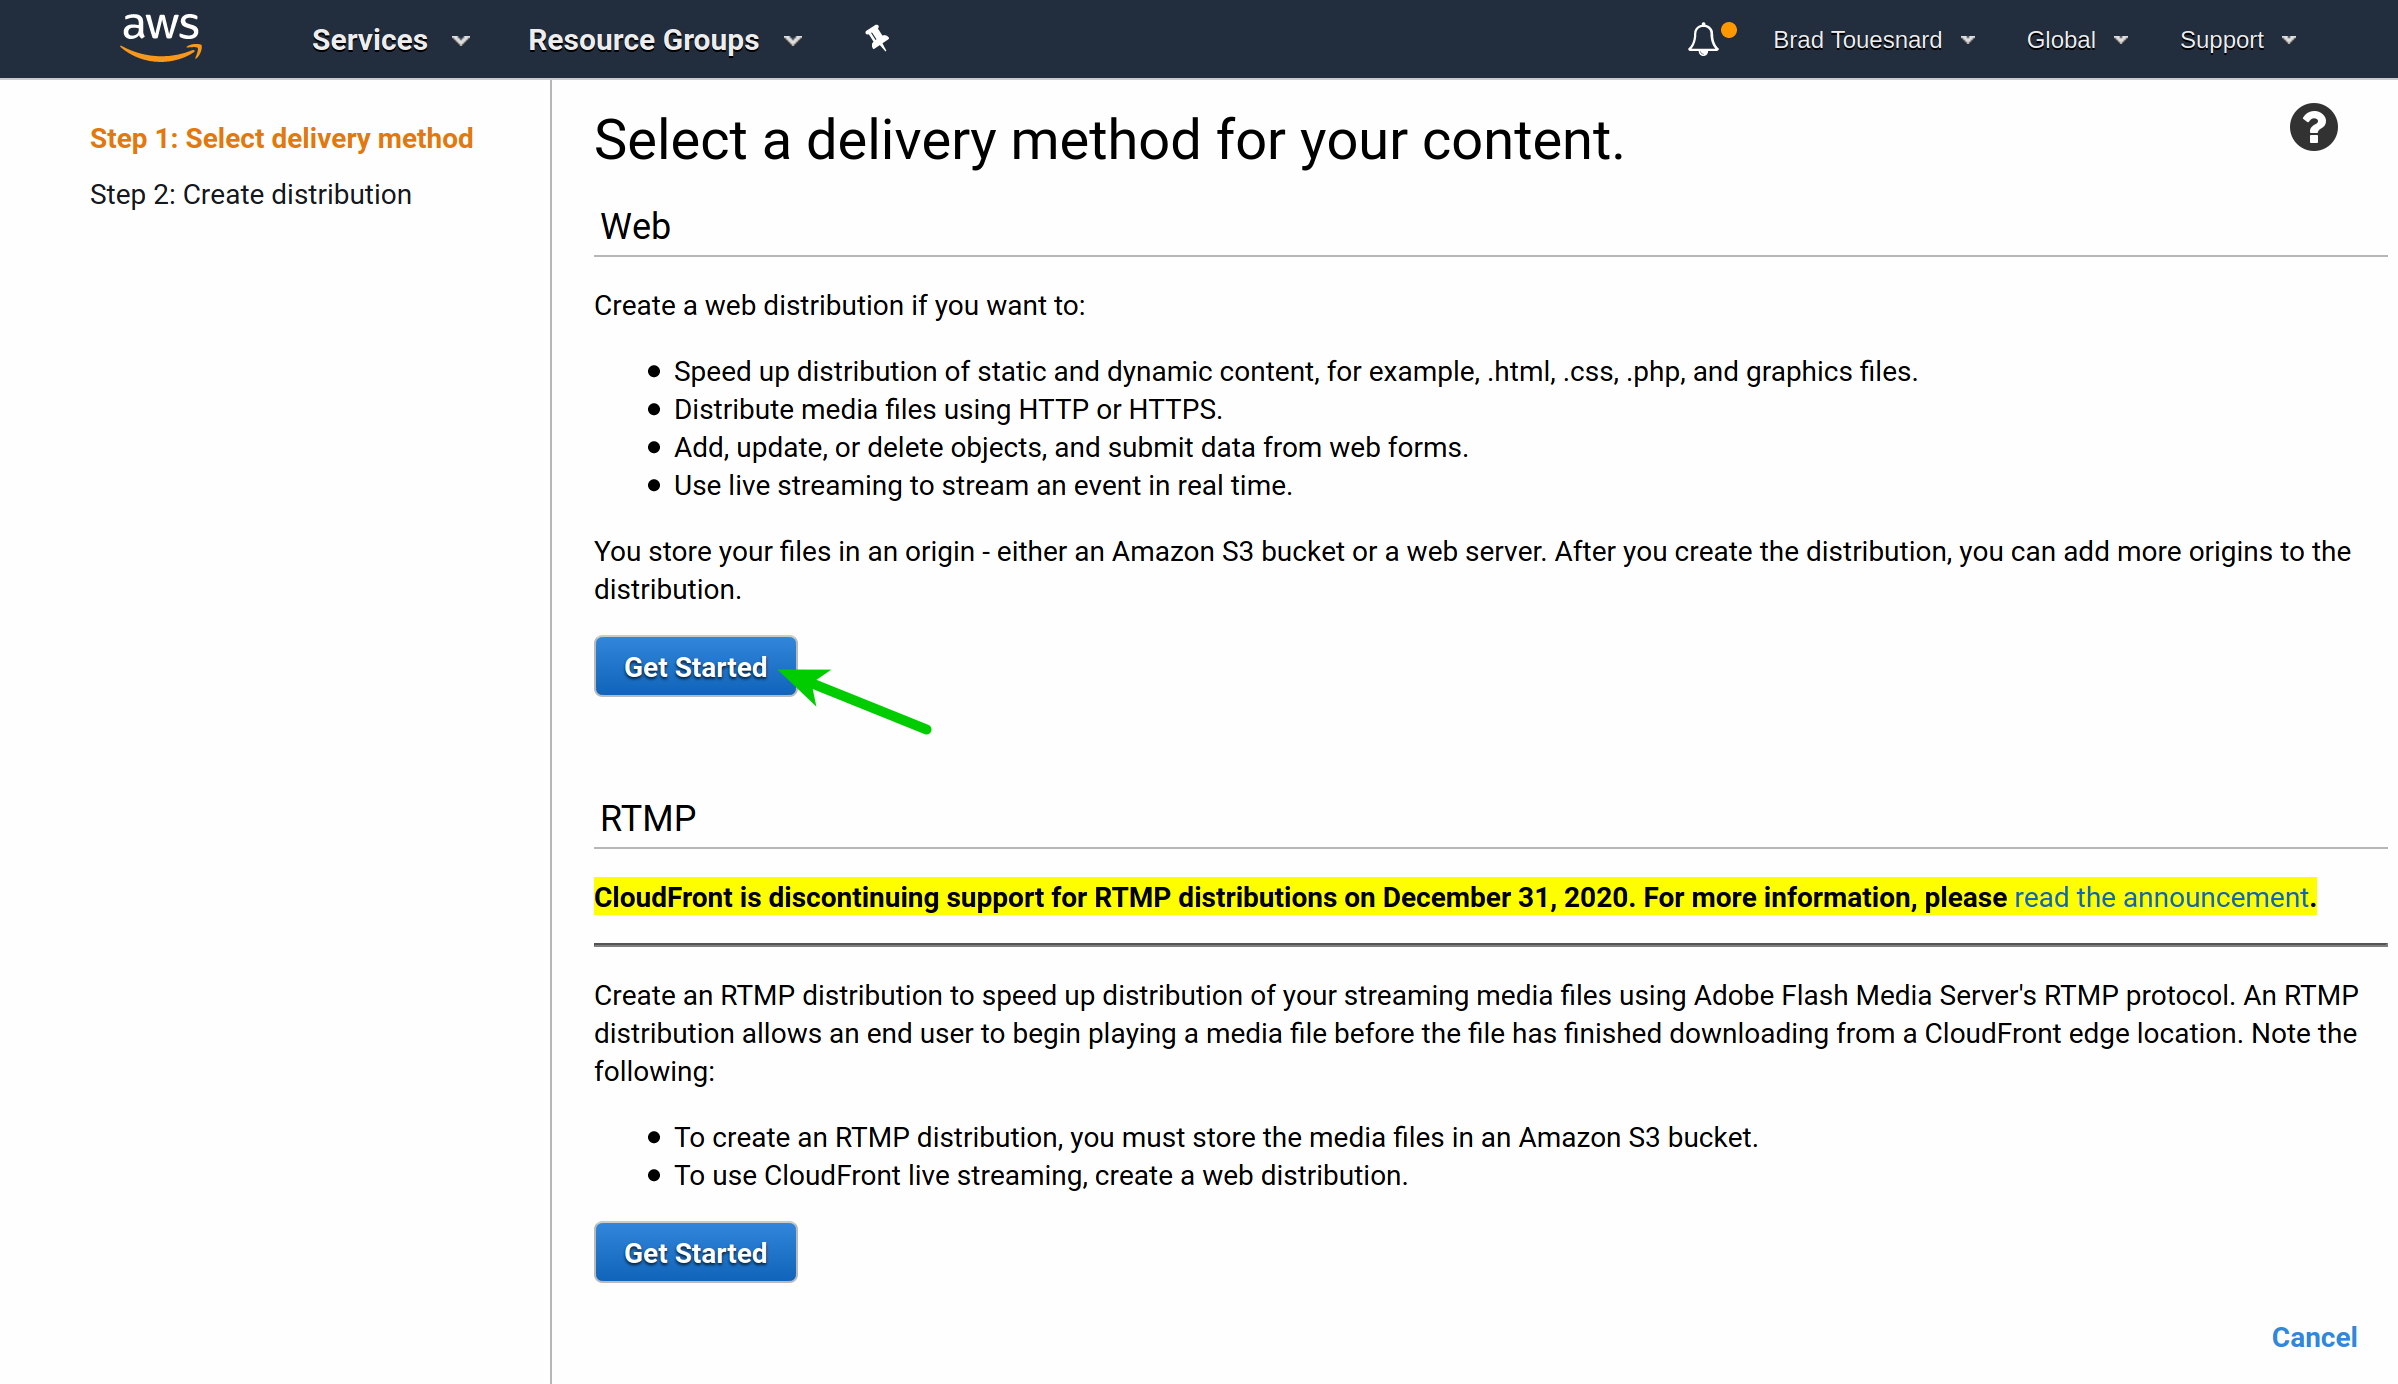 aws
Services
Resource Groups
Brad Touesnard
Global
Support
Step 1: Select delivery method
Step 2: Create distribution
Select a delivery method for your content.
?
Web
Create a web distribution if you want to:
Speed up distribution of static and dynamic content, for example, .html, .css, .php, and graphics files.
Distribute media files using HTTP or HTTPS.
Add, update, or delete objects, and submit data from web forms.
Use live streaming to stream an event in real time.
You store your files in an origin - either an Amazon S3 bucket or a web server. After you create the distribution, you can add more origins to the
distribution.
Get Started
RTMP
CloudFront is discontinuing support for RTMP distributions on December 31, 2020. For more information, please read the announcement.
Create an RTMP distribution to speed up distribution of your streaming media files using Adobe Flash Media Server's RTMP protocol. An RTMP
distribution allows an end user to begin playing a media file before the file has finished downloading from a CloudFront edge location. Note the
following:
To create an RTMP distribution, you must store the media files in an Amazon S3 bucket.
To use CloudFront live streaming, create a web distribution.
Get Started
Cancel